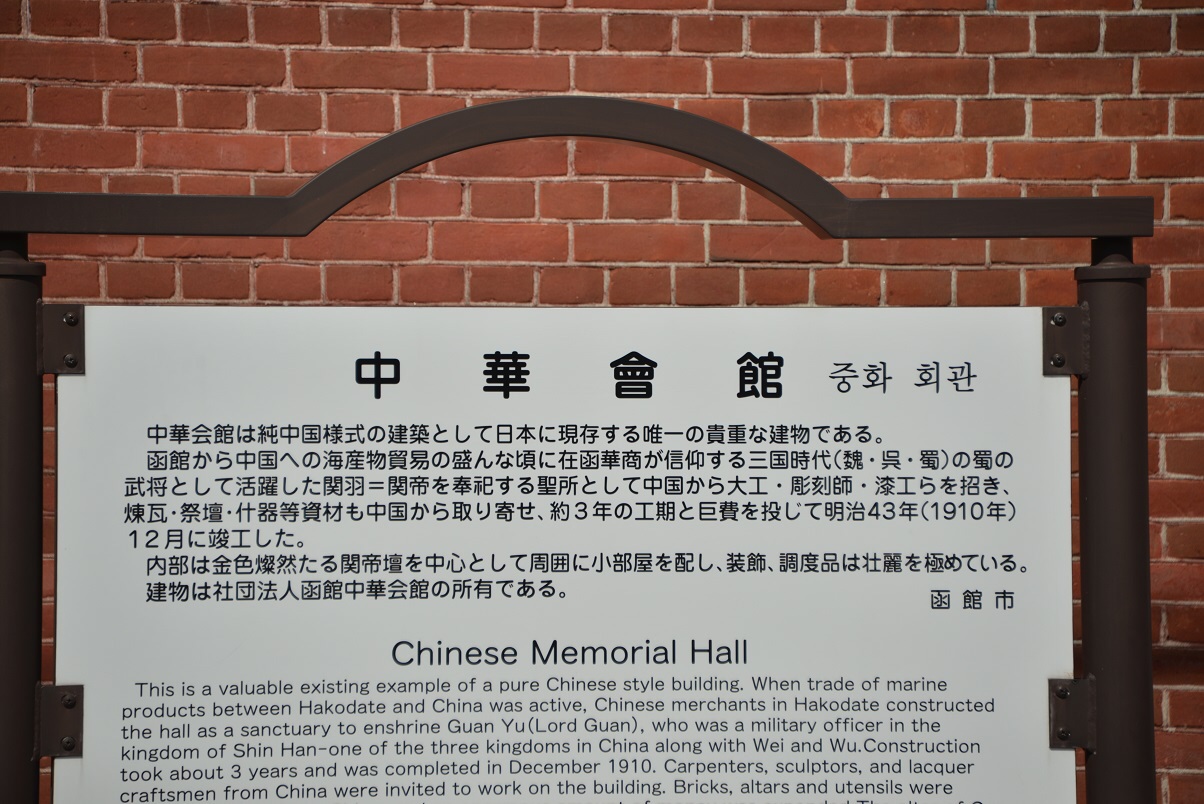 中華會館 중화 회관
中華会館は純中国様式の建築として日本に現存する唯一の貴重な建物である。
函館から中国への海産物貿易の盛んな頃に在函華商が信仰する三国時代(魏・呉・蜀)の蜀の
武将として活躍した関羽＝関帝を奉祀する聖所として中国から大工・彫刻師・漆工らを招き、
煉瓦・祭壇・什器等資材も中国から取り寄せ、約３年の工期と巨費を投じて明治43年(1910年)
12月に竣工した。
内部は金色燦然たる関帝壇を中心として周囲に小部屋を配し、装飾、調度品は壮麗を極めている。
建物は社団法人函館中華会館の所有である。
函館市
Chinese Memorial Hall
This is a valuable existing example of a pure Chinese style building. When trade of marine
products between Hakodate and China was active, Chinese merchants in Hakodate constructed
the hall as a sanctuary to enshrine Guan Yu(Lord Guan), who was a military officer in the
kingdom of Shin Han-one of the three kingdoms in China along with Wei and Wu.Construction
took about 3 years and was completed in December 1910. Carpenters, sculptors, and lacquer
craftsmen from China were invited to work on the building. Bricks, altars and utensils were